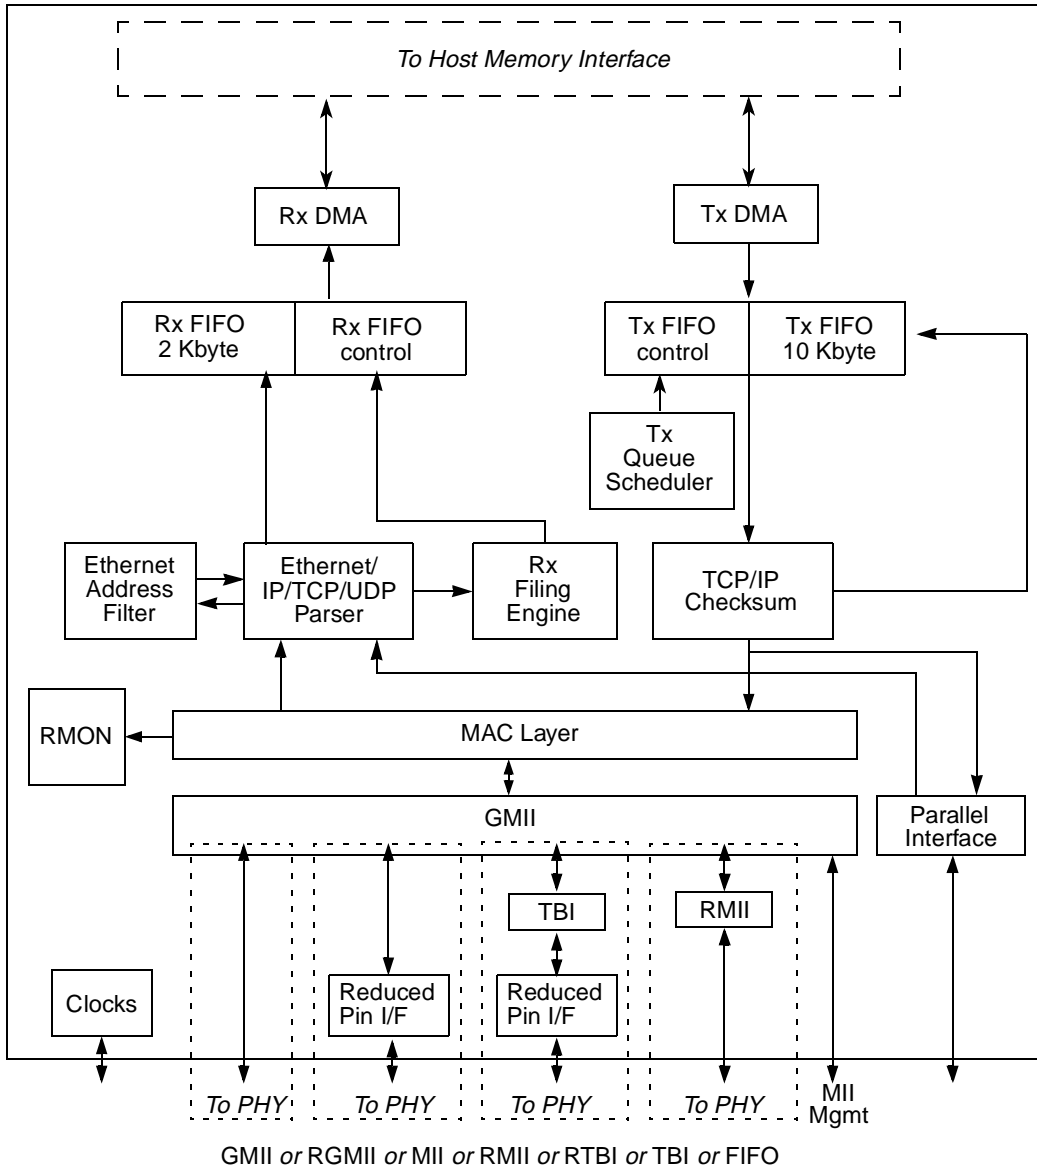 To Host Memory Interface
Rx DMA
Tx DMA
Rx FIFO
2 Kbyte
Rx FIFO
control
Tx FIFO
control
Tx FIFO
10 Kbyte
Tx
Queue
Scheduler
Ethernet
Address
Filter
Ethernet/
IP/TCP/UDP
Parser
Rx
Filing
Engine
TCP/IP
Checksum
RMON
MAC Layer
GMII
Parallel
Interface
TBI
RMII
Clocks
Reduced
Pin I/F
Reduced
Pin I/F
To PHY
To PHY
To PHY
To PHY
MII
Mgmt
GMII or RGMII or MII or RMII or RTBI or TBI or FIFO